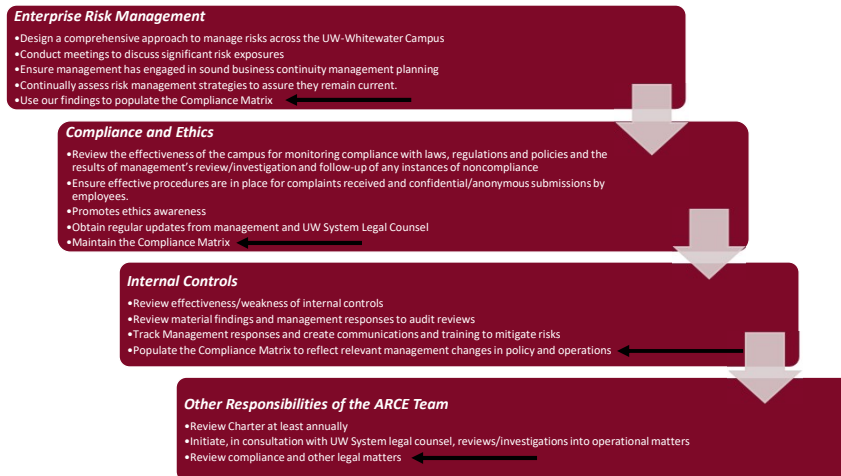 Enterprise Risk Management
•Design a comprehensive approach to manage risks across the UW-Whitewater Campus
•Conduct meetings to discuss significant risk exposures
•Ensure management has engaged in sound business continuity management planning
•Continually assess risk management strategies to assure they remain current.
•Use our findings to populate the Compliance Matrix
Compliance and Ethics
•Review the effectiveness of the campus for monitoring compliance with laws, regulations and policies and the
results of management's review/investigation and follow-up of any instances of noncompliance
•Ensure effective procedures are in place for complaints received and confidential/anonymous submissions by
employees.
•Promotes ethics awareness
•Obtain regular updates from management and UW System Legal Counsel
•Maintain the Compliance Matrix
Internal Controls
•Review effectiveness/weakness of internal controls
•Review material findings and management responses to audit reviews
•Track Management responses and create communications and training to mitigate risks
•Populate the Compliance Matrix to reflect relevant management changes in policy and operations
Other Responsibilities of the ARCE Team
•Review Charter at least annually
•Initiate, in consultation with UW System legal counsel, reviews/investigations into operational matters
•Review compliance and other legal matters